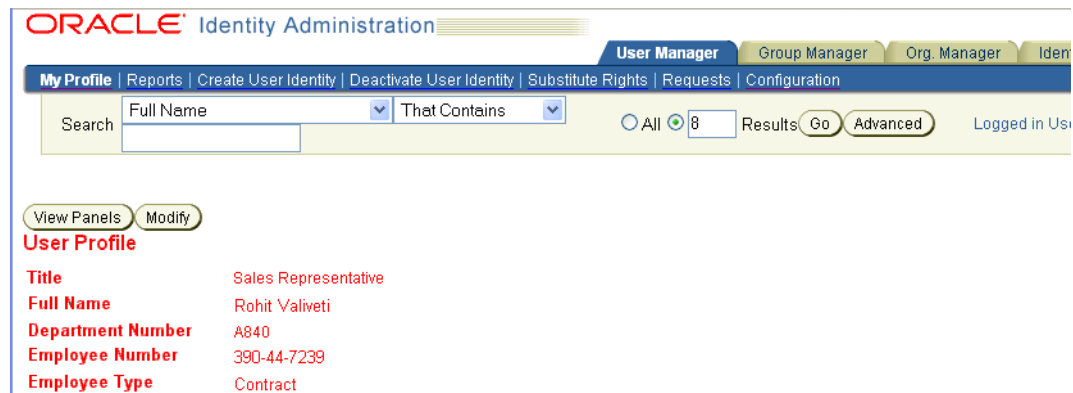 ORACLE Identity Administration
User Manager Group Manager Org. Manager
My Profile | Reports | Create User Identity | Deactivate User Identity | Substitute Rights | Requests | Configuration
Search Full Name That Contains All 8 Results Go Advanced Logged in
View Panels Modify
User Profile
Title Sales Representative
Full Name Rohit Valiveti
Department Number A840
Employee Number 390-44-7239
Employee Type Contract